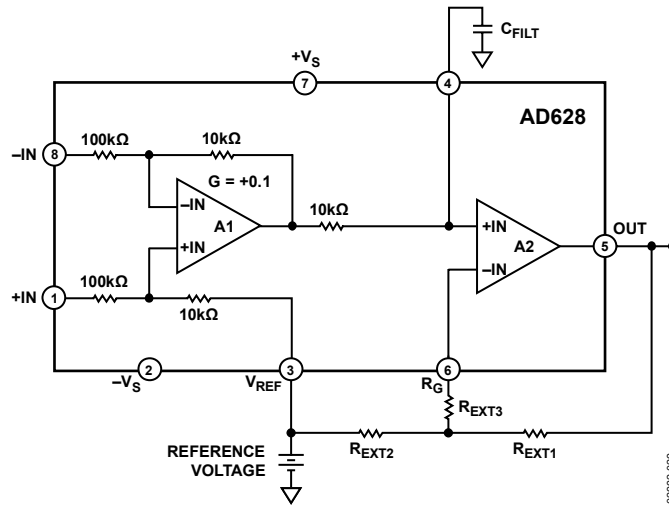 CFILT
+VS
7
4
AD628
100kΩ
10kΩ
–IN
8
G = +0.1
–IN
A1
+IN
10kΩ
+IN
A2
–IN
OUT
5
+IN
1
100kΩ
10kΩ
2
3
6
–VS
VREF
RG
REXT3
REFERENCE
VOLTAGE
REXT2
REXT1